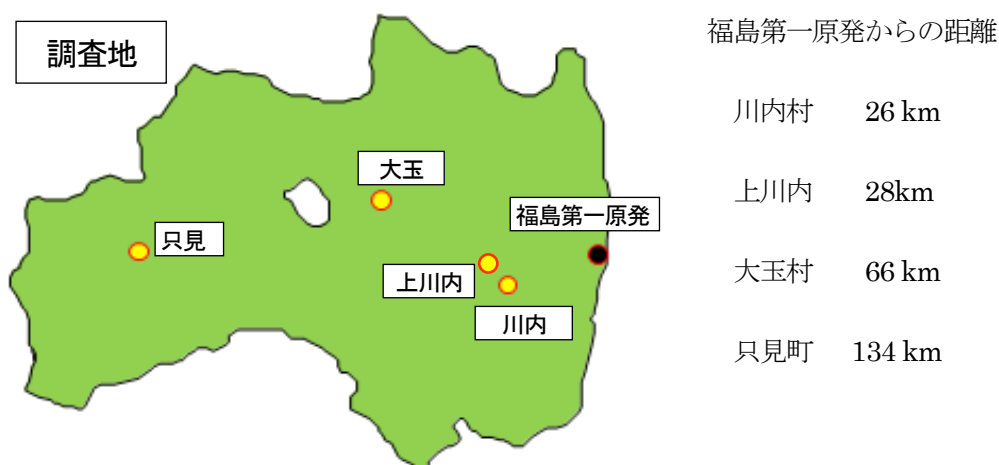 調査地
大玉
只見
福島第一原発
上川内
川内
福島第一原発からの距離
川内村 26 km
上川内 28km
大玉村 66 km
只見町 134 km